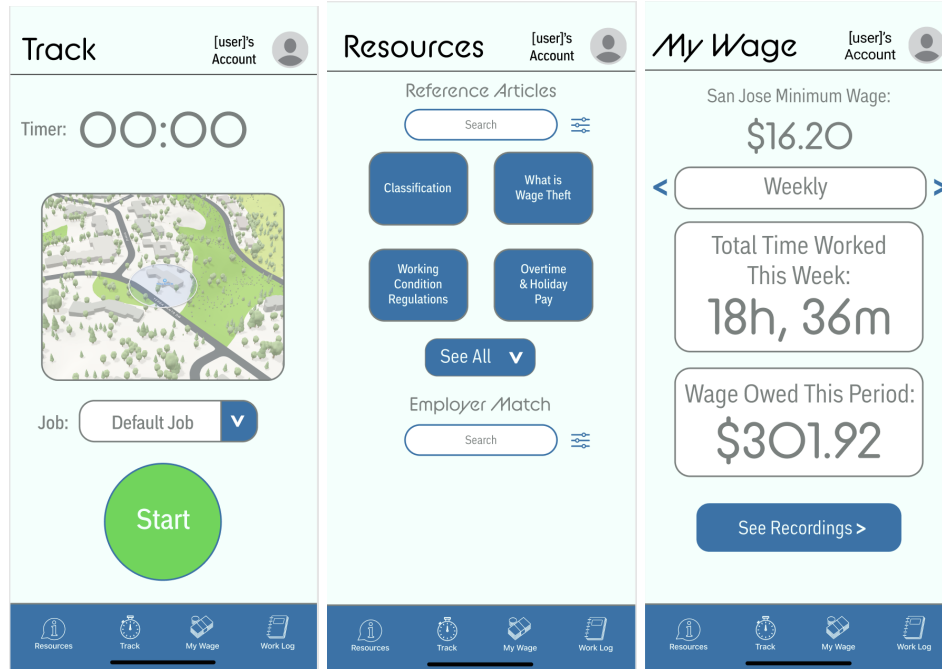 Track
[user]'s
Account
Timer: 00:00
Job:
Default Job
v
Start
Resources
Track
My Wage
Work Log
Resources
[user]'s
Account
Reference Articles
Search
Classification
What is
Wage Theft
Working
Condition
Regulations
Overtime
& Holiday
Pay
See All v
Employer Match
Search
Resources
Track
My Wage
Work Log
My Wage
[user]'s
Account
San Jose Minimum Wage:
$16.20
< Weekly >
Total Time Worked
This Week:
18h, 36m
Wage Owed This Period:
$301.92
See Recordings >
Resources
Track
My Wage
Work Log